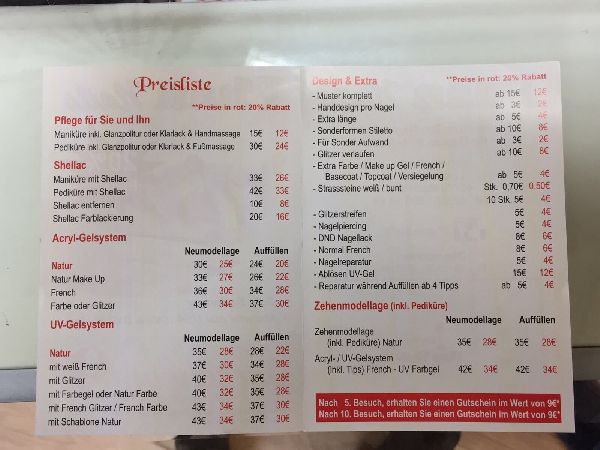 Preisliste
**Preise in rot: 20% Rabatt
Pflege für Sie und Ihn
Maniküre inkl. Glanzpolitur oder Klarlack & Handmassage 15€ 12€
Pediküre inkl. Glanzpolitur oder Klarlack & Fußmassage 30€ 24€
Shellac
Maniküre mit Shellac 33€ 26€
Pediküre mit Shellac 42€ 33€
Shellac entfernen 10€ 8€
Shellac Farblackierung 20€ 16€
Acryl-Gelsystem
Neumodellage Auffüllen
Natur 30€ 25€ 24€ 20€
Natur Make Up 33€ 27€ 26€ 22€
French 36€ 30€ 34€ 28€
Farbe oder Glitzer 43€ 34€ 37€ 30€
UV-Gelsystem
Neumodellage Auffüllen
Natur 35€ 28€ 28€ 22€
mit weiß French 37€ 30€ 34€ 28€
mit Glitzer 40€ 32€ 35€ 28€
mit Farbegel oder Natur Farbe 40€ 32€ 35€ 28€
mit French Glitzer / French Farbe 43€ 34€ 37€ 30€
mit Schablone Natur 43€ 34€ 37€ 30€
Design & Extra **Preise in rot: 20% Rabatt
- Muster komplett ab 15€ 12€
- Handdesign pro Nagel ab 3€ 2€
- Extra länge ab 5€ 4€
- Sonderformen Stiletto ab 10€ 8€
- Für Sonder Aufwand ab 3€ 2€
- Glitzer verlaufen ab 10€ 8€
- Extra Farbe / Make up Gel / French /
Basecoat / Topcoat / Versiegelung ab 5€ 4€
- Strasssteine weiß / bunt Stk. 0,70€ 0,50€
10 Stk. 5€ 4€
- Glitzerstreifen 5€ 4€
- Nagelpiercing 5€ 4€
- DND Nagellack 8€ 6€
- Normal French 8€ 6€
- Nagelreparatur 5€ 4€
- Ablösen UV-Gel 15€ 12€
- Reparatur während Auffüllen ab 4 Tipps ab 5€ 4€
Zehenmodellage (inkl. Pediküre)
Neumodellage Auffüllen
Zehenmodellage
(inkl. Pediküre) Natur 35€ 28€ 35€ 28€
Acryl- / UV-Gelsystem
(inkl. Tips) French - UV Farbgel 42€ 34€ 42€ 34€
Nach 5. Besuch, erhalten Sie einen Gutschein im Wert von 9€*
Nach 10. Besuch, erhalten Sie einen Gutschein im Wert von 9€*